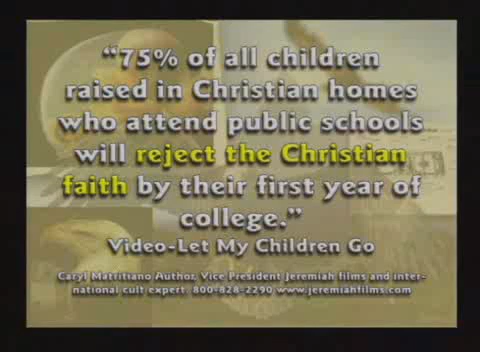 “75% of all children
raised in Christian homes
who attend public schools
will reject the Christian
faith by their first year of
college.”
Video-Let My Children Go
Caryl Matritiano Author, Vice President Jeremiah films and inter-
national cult expert 800-828-2290 www.jeremiahfilms.com